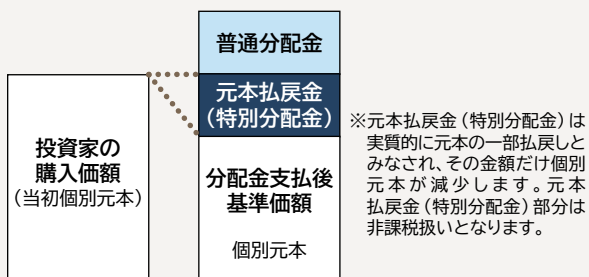 普通分配金
元本払戻金
(特別分配金)
投資家の
購入価額
(当初個別元本)
分配金支払後
基準価額
個別元本
※元本払戻金(特別分配金)は
実質的に元本の一部払戻しと
みなされ、その金額だけ個別
元本が減少します。元本
払戻金(特別分配金)部分は
非課税扱いとなります。